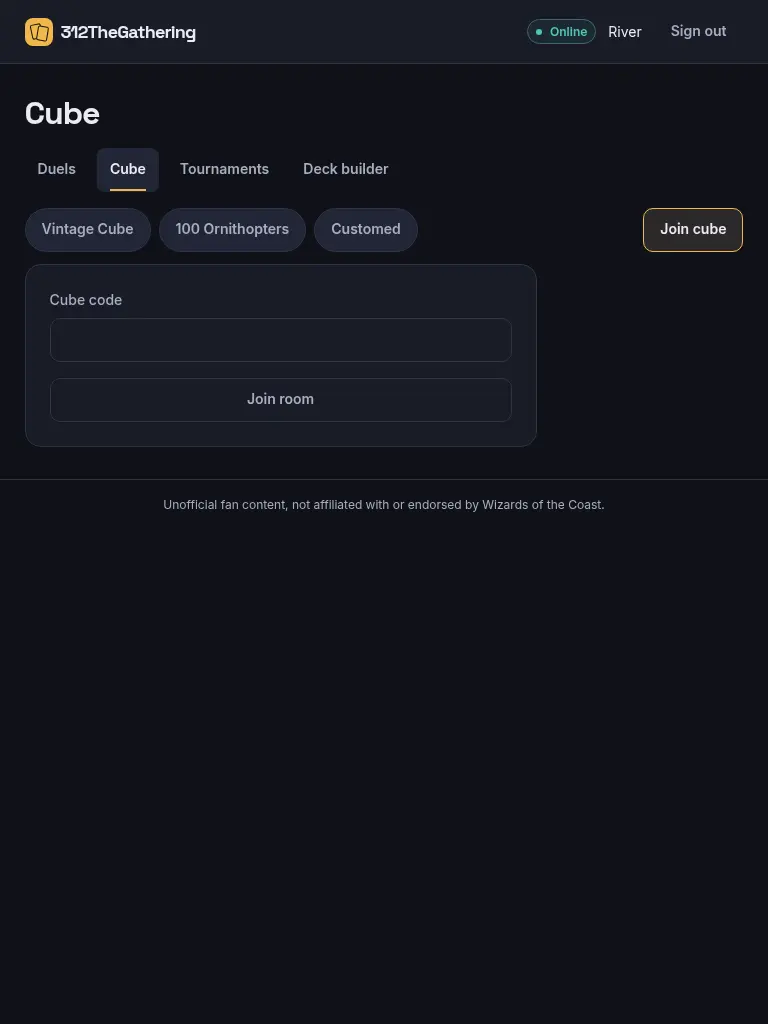 312TheGathering
Online
River
Sign out
Cube
Duels
Cube
Tournaments
Deck builder
Vintage Cube
100 Ornithopters
Customed
Join cube
Cube code
Join room
Unofficial fan content, not affiliated with or endorsed by Wizards of the Coast.